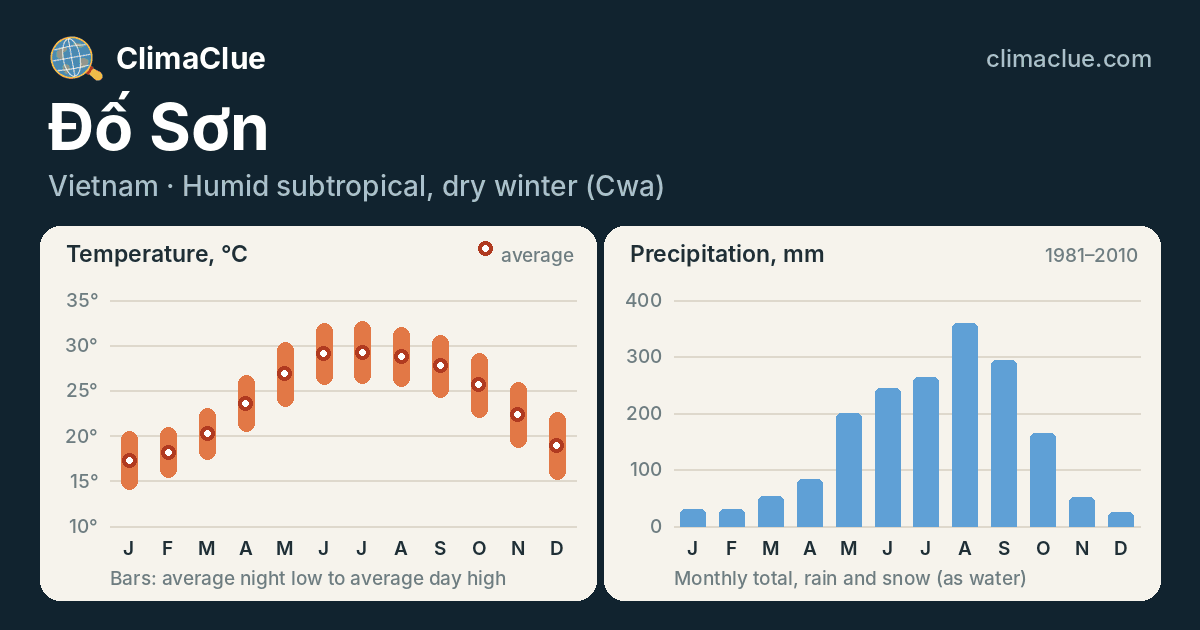 ClimaClue
climaclue.com
Đố Sơn
Vietnam · Humid subtropical, dry winter (Cwa)
Temperature, °C
average
35°
30°
25°
20°
15°
10°
J F M A M J J A S O N D
Bars: average night low to average day high
Precipitation, mm
1981–2010
400
300
200
100
0
J F M A M J J A S O N D
Monthly total, rain and snow (as water)